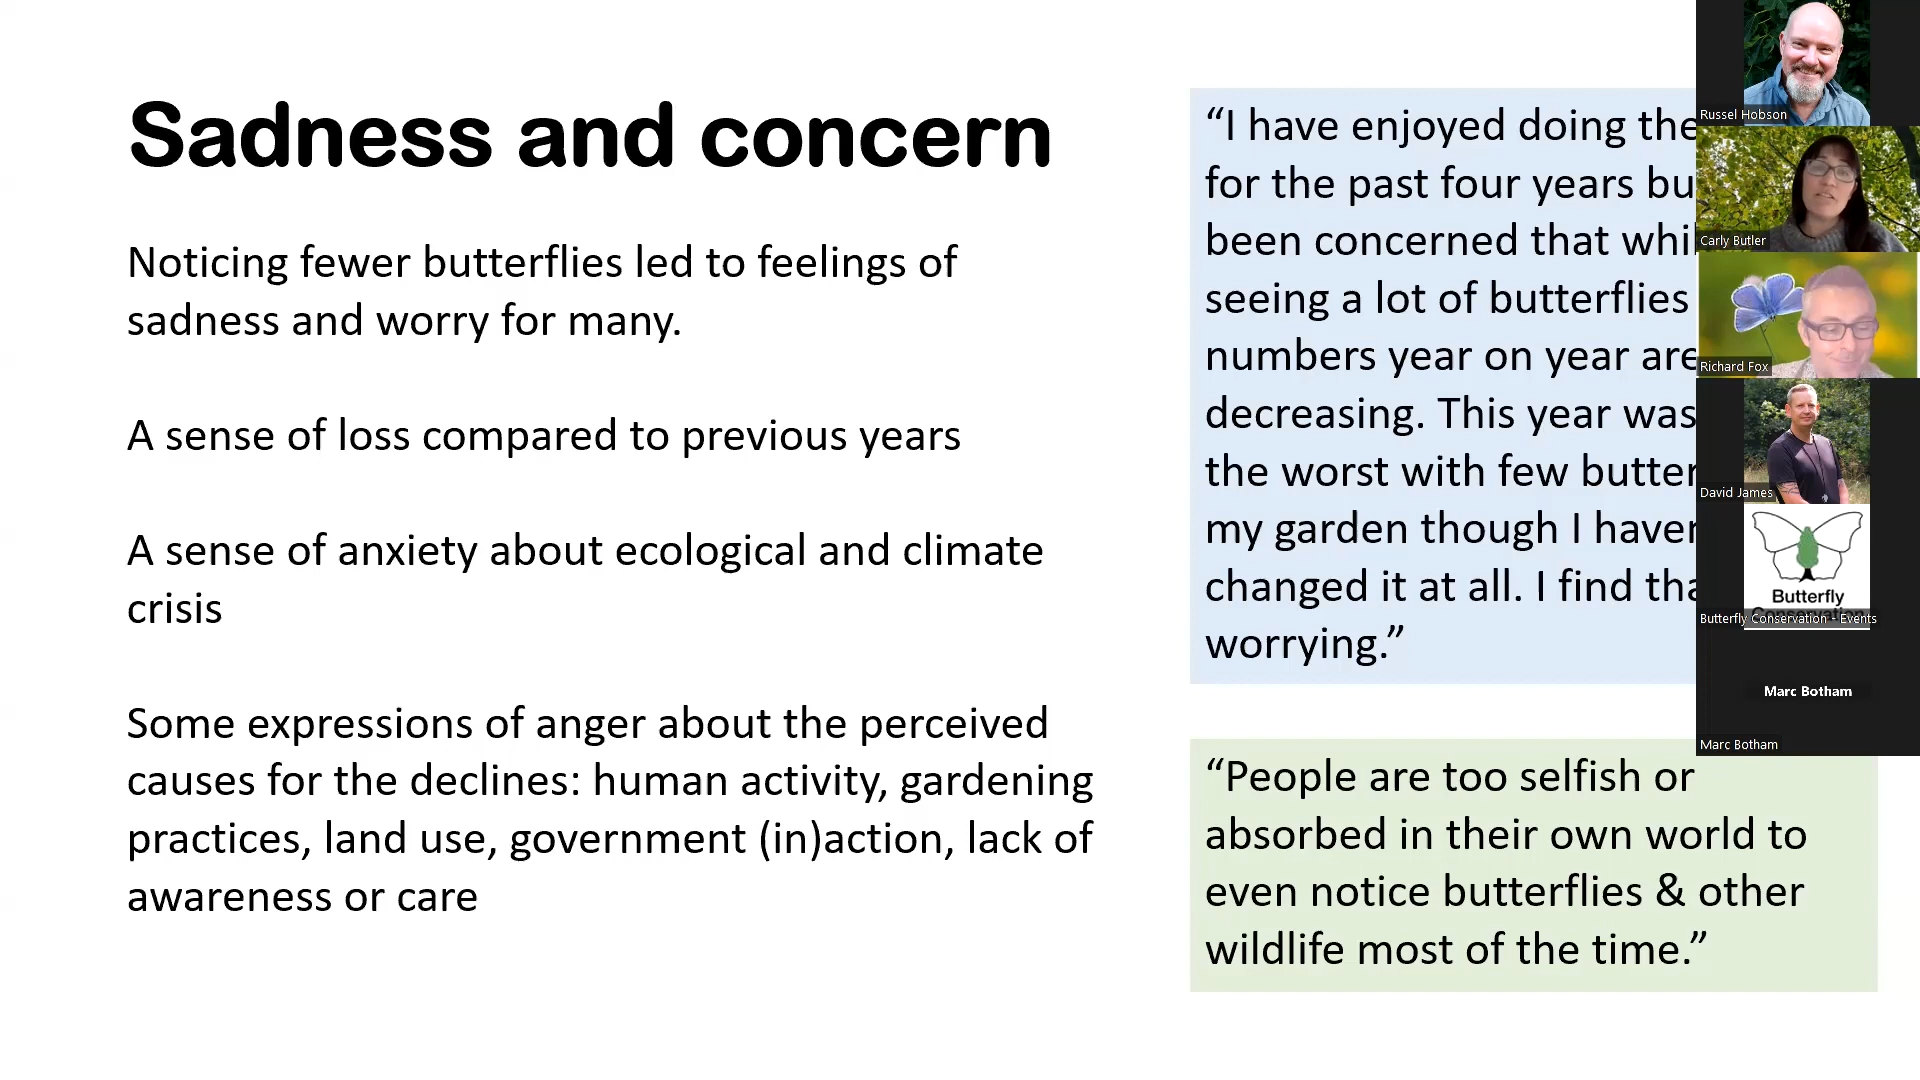 Sadness and concern
Noticing fewer butterflies led to feelings of
sadness and worry for many.
A sense of loss compared to previous years
A sense of anxiety about ecological and climate
crisis
Some expressions of anger about the perceived
causes for the declines: human activity, gardening
practices, land use, government (in)action, lack of
awareness or care
“I have enjoyed doing the
for the past four years bu
been concerned that whi
seeing a lot of butterflies
numbers year on year are
decreasing. This year was
the worst with few butter
my garden though I haven
changed it at all. I find tha
worrying.”
“People are too selfish or
absorbed in their own world to
even notice butterflies & other
wildlife most of the time.”
Russel Hobson
Carly Butler
Richard Fox
David James
Butterfly
Conservation
Butterfly Conservation - Events
Marc Botham
Marc Botham